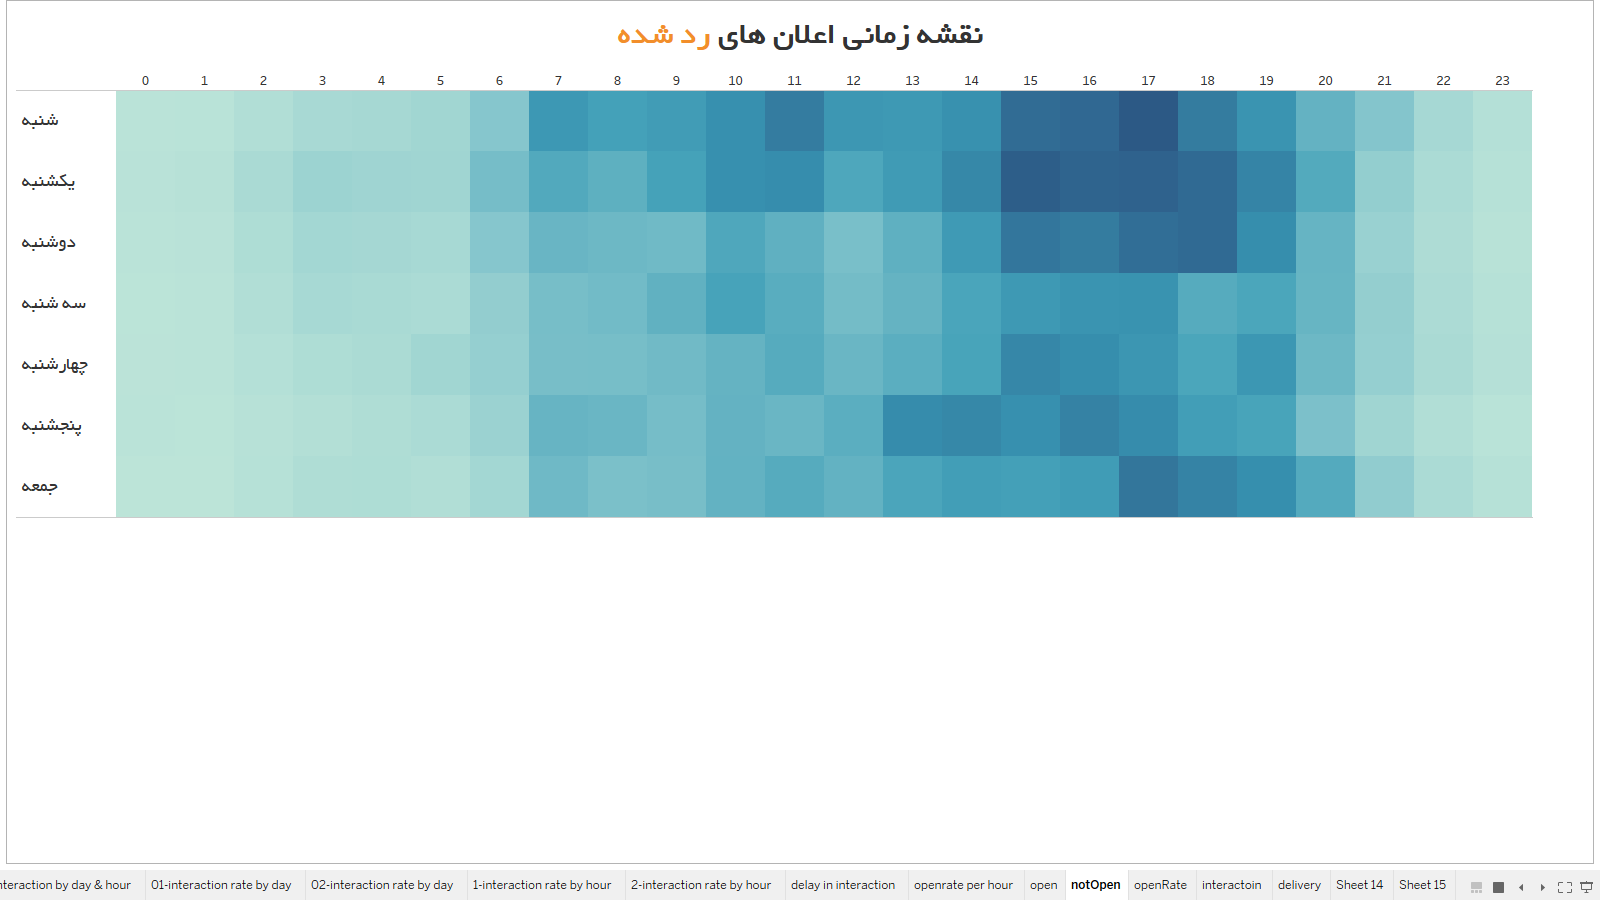 نقشه زمانی اعلان های رد شده
0 1 2 3 4 5 6 7 8 9 10 11 12 13 14 15 16 17 18 19 20 21 22 23
شنبه
یکشنبه
دوشنبه
سه شنبه
چهارشنبه
پنجشنبه
جمعه
nteraction by day & hour 01-interaction rate by day 02-interaction rate by day 1-interaction rate by hour 2-interaction rate by hour delay in interaction openrate per hour open notOpen openRate interactoin delivery Sheet 14 Sheet 15